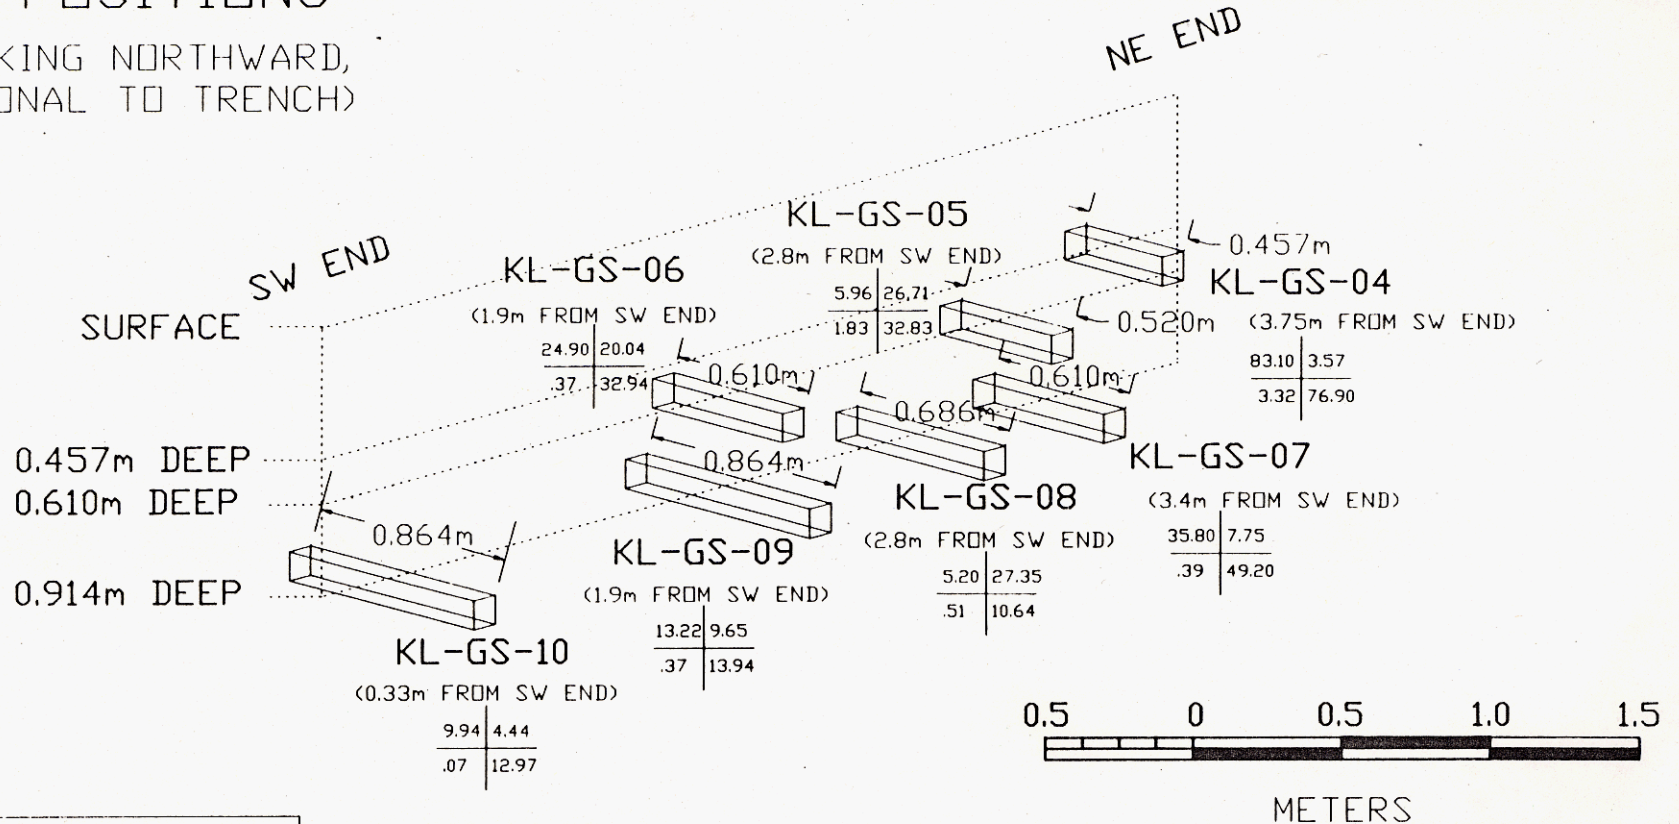 POSITIONS
KING NORTHWARD,
ONAL TO TRENCH)
NE END
SW END
SURFACE
0.457m DEEP
0.610m DEEP
0.914m DEEP
KL-GS-05
(2.8m FROM SW END)
5.96 26.71
1.83 32.83
0.457m
KL-GS-04
(3.75m FROM SW END)
83.10 3.57
3.32 76.90
0.520m
KL-GS-06
(1.9m FROM SW END)
24.90 20.04
.37 32.94
0.610m
0.610m
KL-GS-07
(3.4m FROM SW END)
35.80 7.75
.39 49.20
0.686m
KL-GS-08
(2.8m FROM SW END)
5.20 27.35
.51 10.64
0.864m
KL-GS-09
(1.9m FROM SW END)
13.22 9.65
.37 13.94
0.864m
KL-GS-10
(0.33m FROM SW END)
9.94 4.44
.07 12.97
0.5 0 0.5 1.0 1.5
METERS